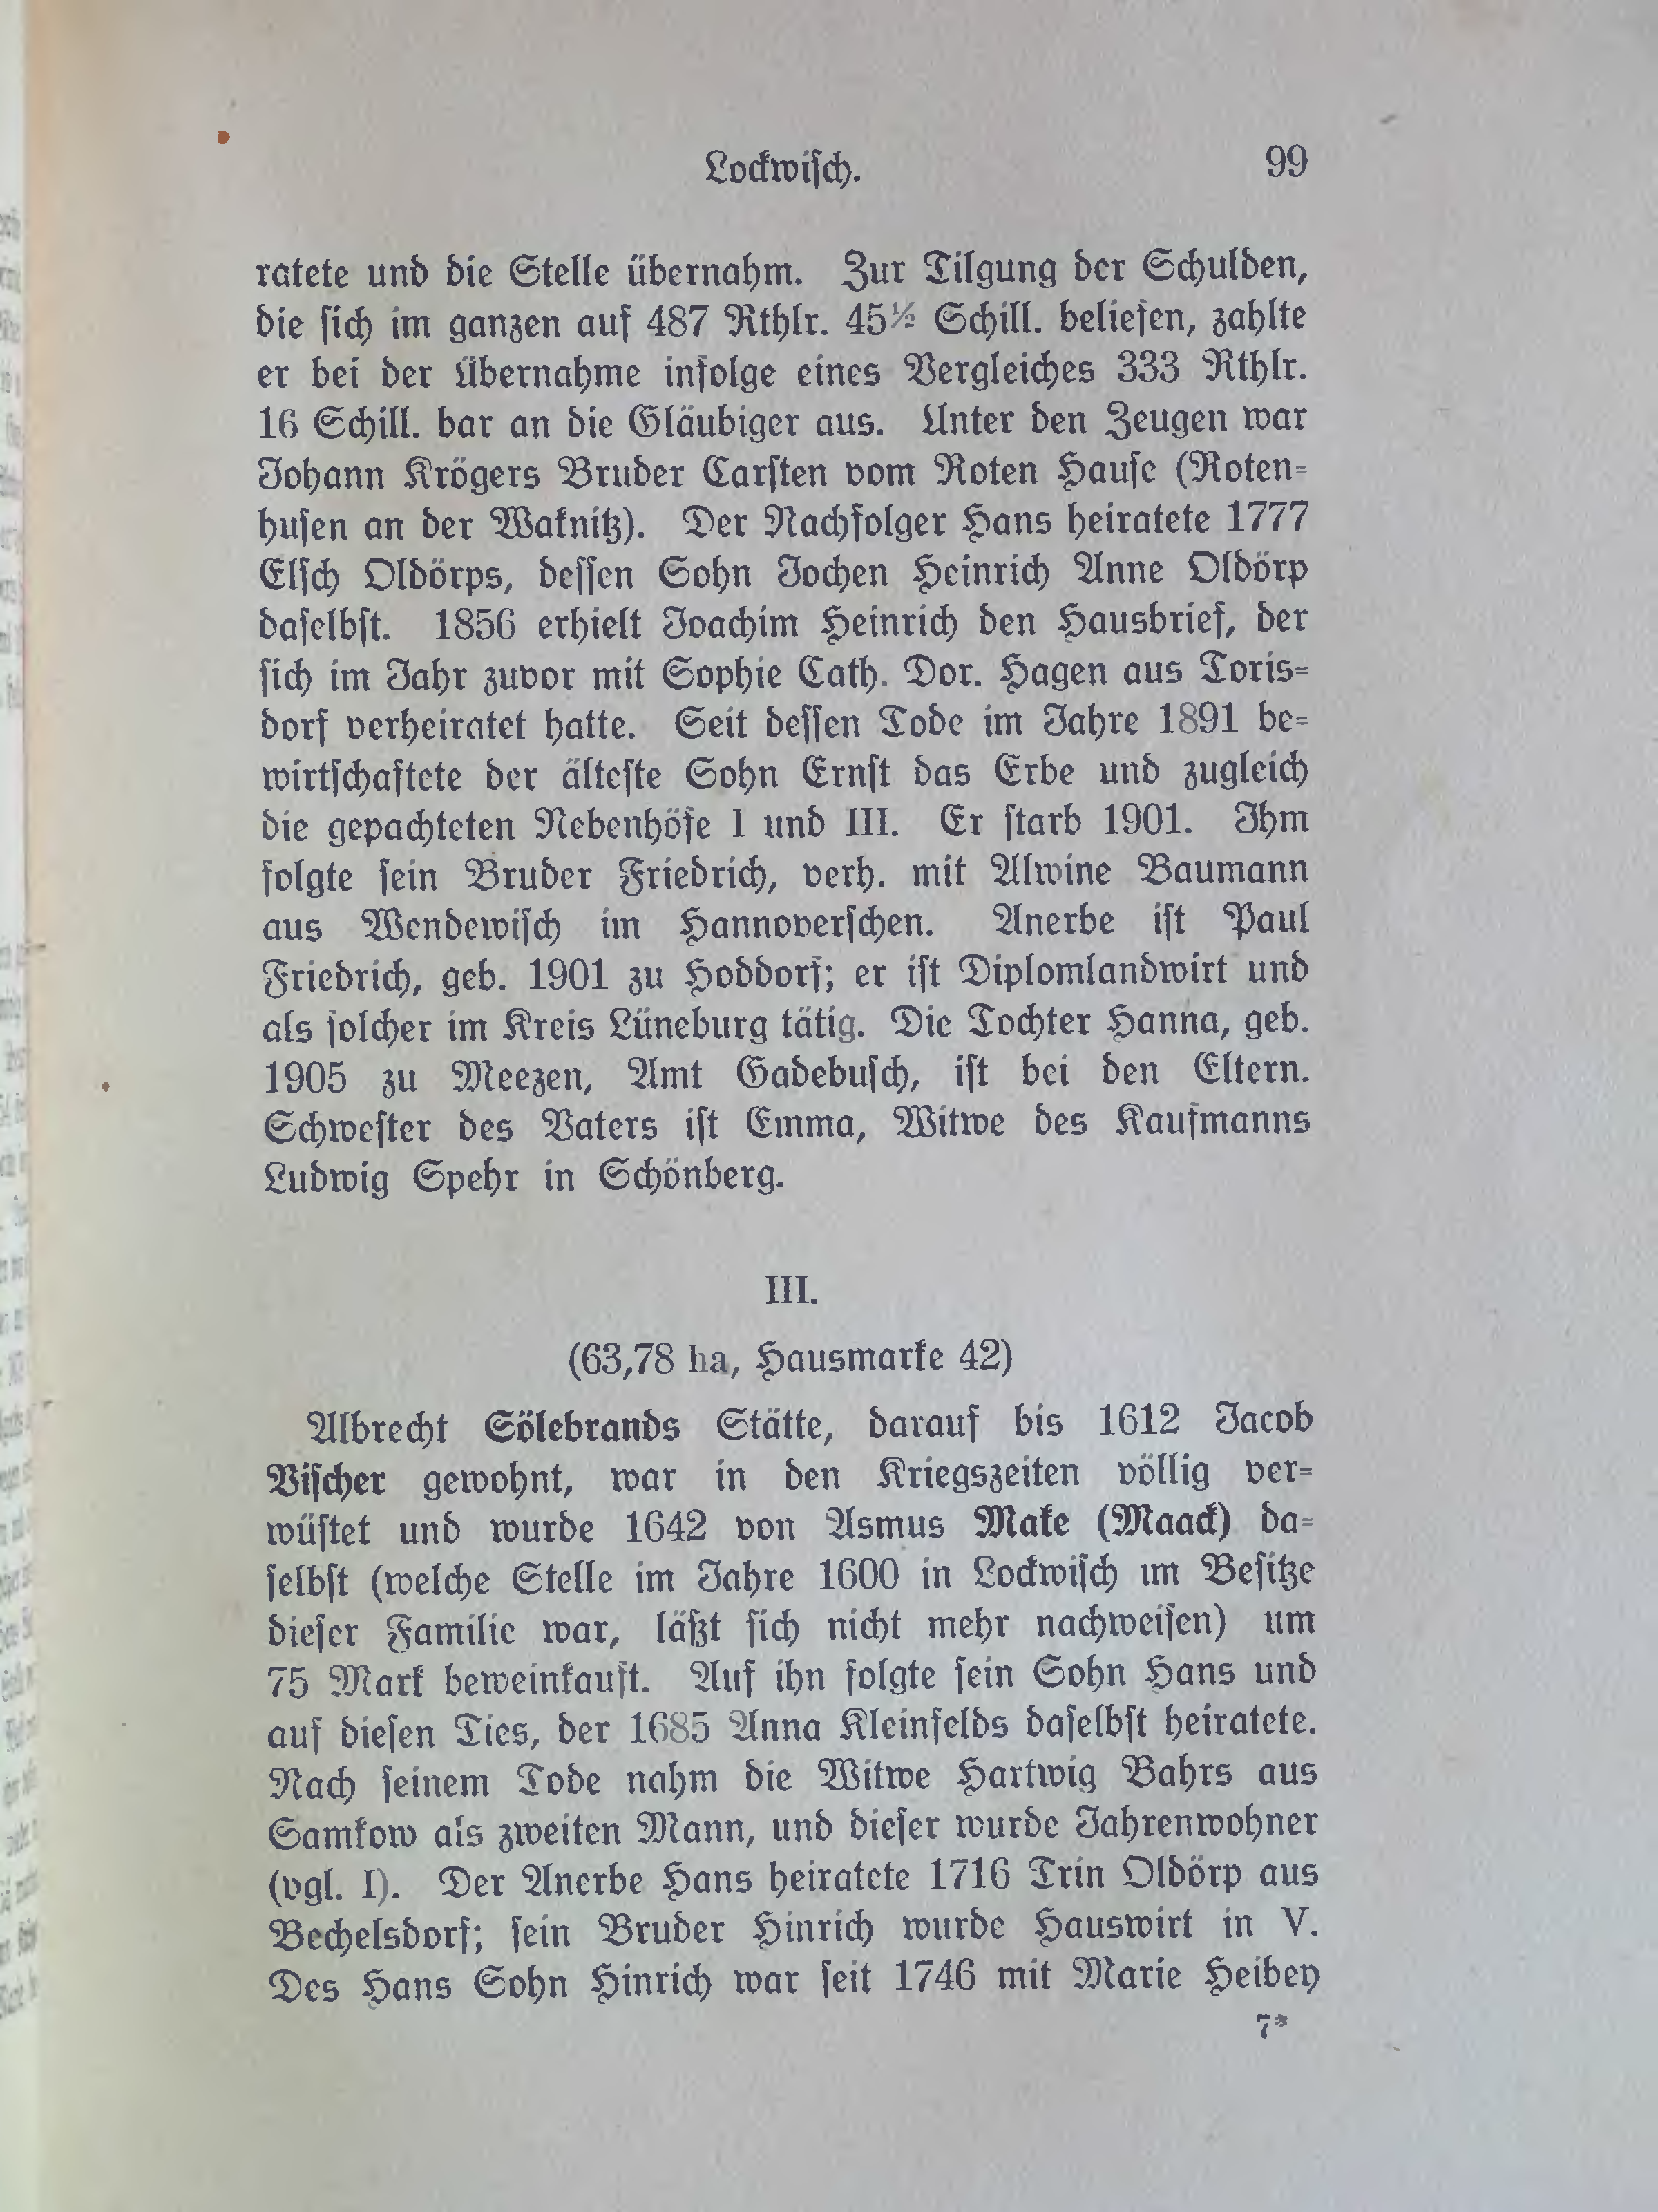 Lockwisch.
99
ratete und die Stelle übernahm. Zur Tilgung der Schulden,
die sich im ganzen auf 487 Rthlr. 45½ Schill. beliefen, zahlte
er bei der Übernahme infolge eines Vergleiches 333 Rthlr.
16 Schill. bar an die Gläubiger aus. Unter den Zeugen war
Johann Krögers Bruder Carsten vom Roten Hause (Roten-
husen an der Waknitz). Der Nachfolger Hans heiratete 1777
Elsch Oldörps, dessen Sohn Jochen Heinrich Anne Oldörp
daselbst. 1856 erhielt Joachim Heinrich den Hausbrief, der
sich im Jahr zuvor mit Sophie Cath. Dor. Hagen aus Toris-
dorf verheiratet hatte. Seit dessen Tode im Jahre 1891 be-
wirtschaftete der älteste Sohn Ernst das Erbe und zugleich
die gepachteten Nebenhöfe I und III. Er starb 1901. Ihm
folgte sein Bruder Friedrich, verh. mit Alwine Baumann
aus Wendewisch im Hannoverschen. Anerbe ist Paul
Friedrich, geb. 1901 zu Hoddorf; er ist Diplomlandwirt und
als solcher im Kreis Lüneburg tätig. Die Tochter Hanna, geb.
1905 zu Meezen, Amt Gadebusch, ist bei den Eltern.
Schwester des Vaters ist Emma, Witwe des Kaufmanns
Ludwig Spehr in Schönberg.
III.
(63,78 ha, Hausmarke 42)
Albrecht Sölebrands Stätte, darauf bis 1612 Jacob
Vischer gewohnt, war in den Kriegszeiten völlig ver-
wüstet und wurde 1642 von Asmus Make (Maack) da-
selbst (welche Stelle im Jahre 1600 in Lockwisch im Besitze
dieser Familie war, läßt sich nicht mehr nachweisen) um
75 Mark beweinkauft. Auf ihn folgte sein Sohn Hans und
auf diesen Ties, der 1685 Anna Kleinfelds daselbst heiratete.
Nach seinem Tode nahm die Witwe Hartwig Bahrs aus
Samkow als zweiten Mann, und dieser wurde Jahrenwohner
(vgl. I). Der Anerbe Hans heiratete 1716 Trin Oldörp aus
Bechelsdorf; sein Bruder Hinrich wurde Hauswirt in V.
Des Hans Sohn Hinrich war seit 1746 mit Marie Heibey
7*